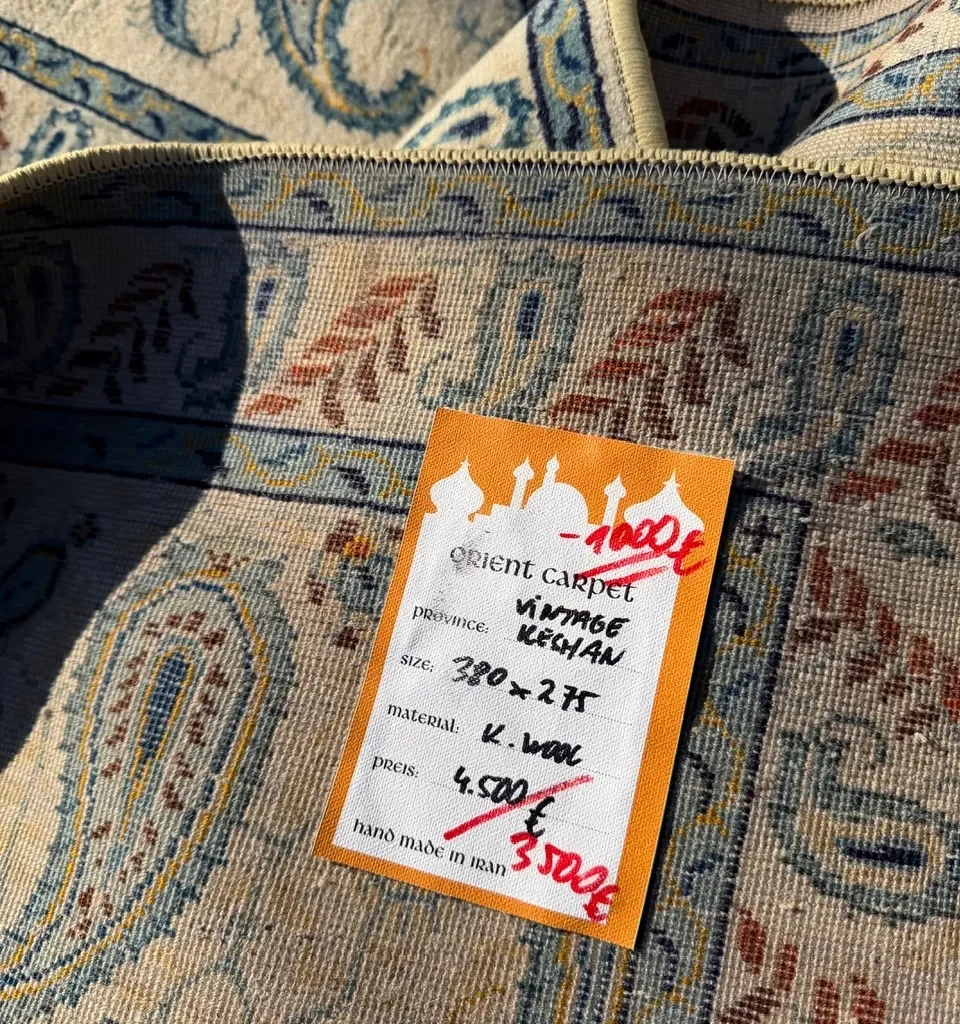 -1000€
ORIENT CARPET
PROVINCE: VINTAGE
KESHAN
SIZE: 380 x 275
MATERIAL: K. WOOL
PREIS: 4.500 €
HAND MADE IN IRAN 3500€